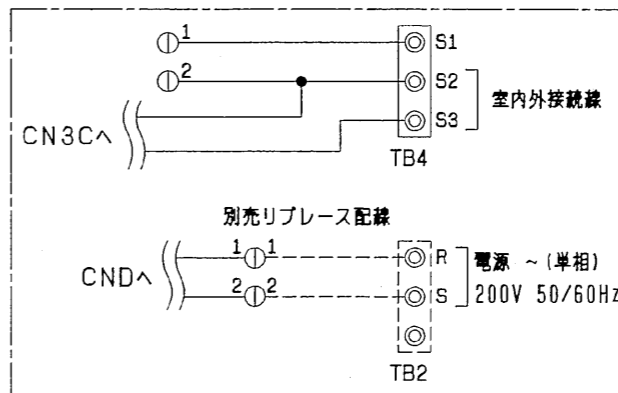 1 S1
2 S2
室内外接続線
CN3Cへ S3
TB4
別売リプレース配線
1 1 R 電源 ~ (単相)
CNDへ
2 2 S 200V 50/60Hz
TB2